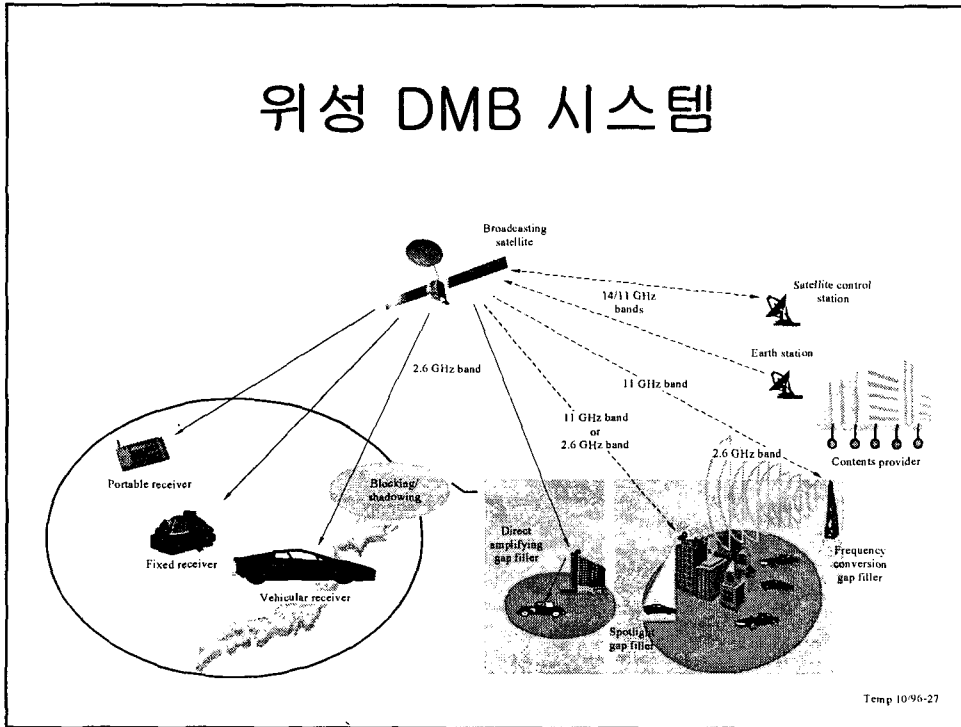 위성 DMB 시스템
Broadcasting
satellite
14/11 GHz
bands
Satellite control
station
Earth station
2.6 GHz band
11 GHz band
11 GHz band
or
2.6 GHz band
2.6 GHz band
Contents provider
Portable receiver
Blocking/
shadowing
Fixed receiver
Direct
amplifying
gap filler
Frequency
conversion
gap filler
Vehicular receiver
Spotlight
gap filler
Temp 10/96-27